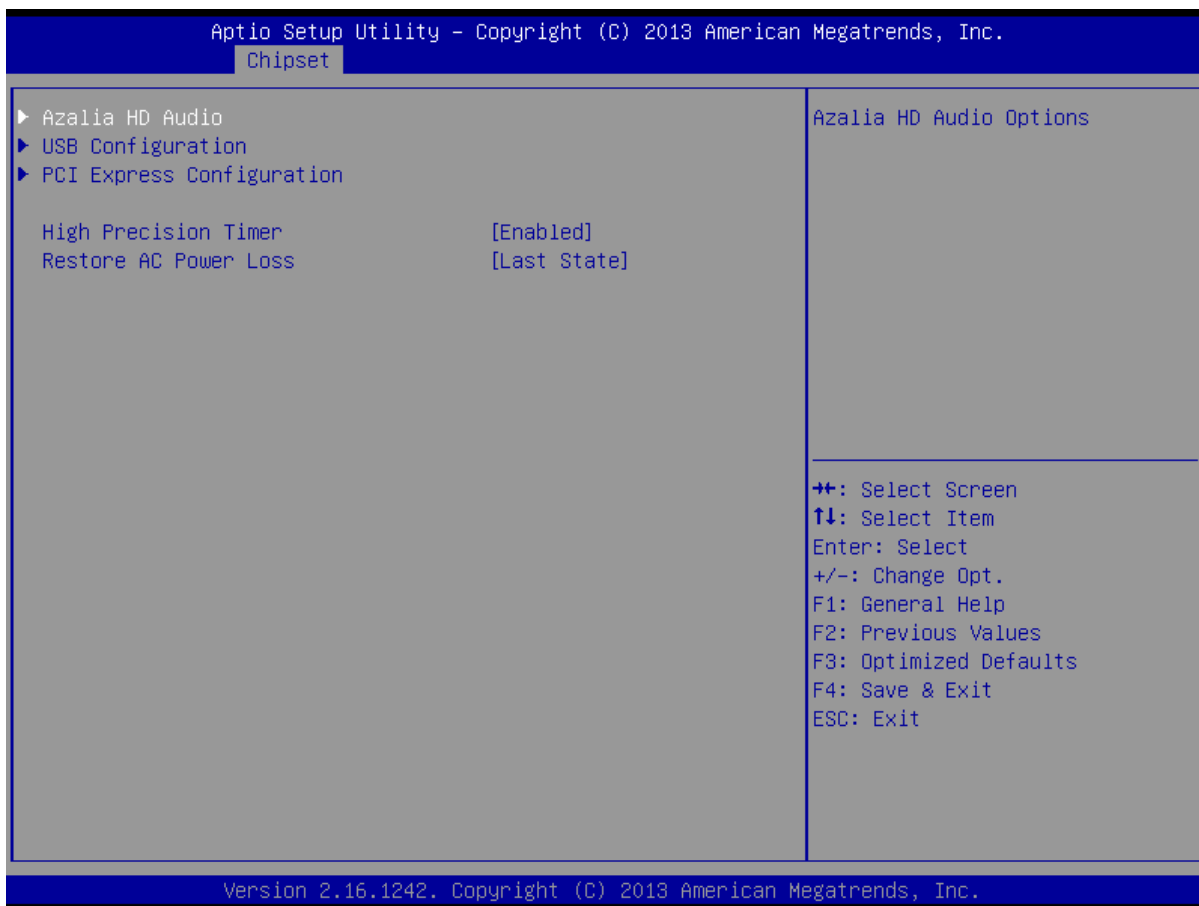 Aptio Setup Utility – Copyright (C) 2013 American Megatrends, Inc.
Chipset
Azalia HD Audio
USB Configuration
PCI Express Configuration
High Precision Timer [Enabled]
Restore AC Power Loss [Last State]
Azalia HD Audio Options
→←: Select Screen
↑↓: Select Item
Enter: Select
+/-: Change Opt.
F1: General Help
F2: Previous Values
F3: Optimized Defaults
F4: Save & Exit
ESC: Exit
Version 2.16.1242. Copyright (C) 2013 American Megatrends, Inc.